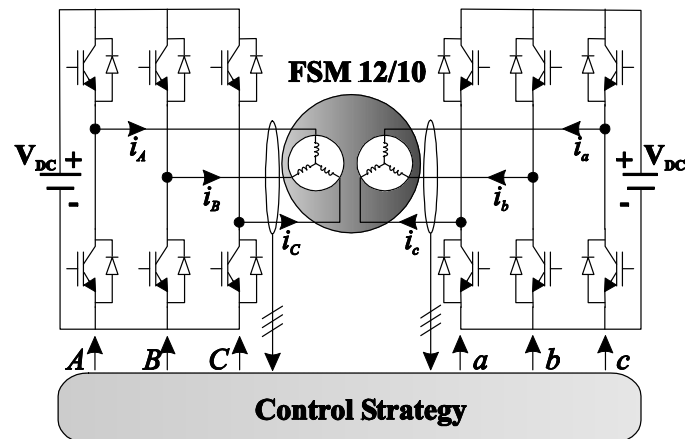 FSM 12/10
V_DC + -
i_A
i_B
i_C
i_a
i_b
i_c
V_DC + -
A B C a b c
Control Strategy